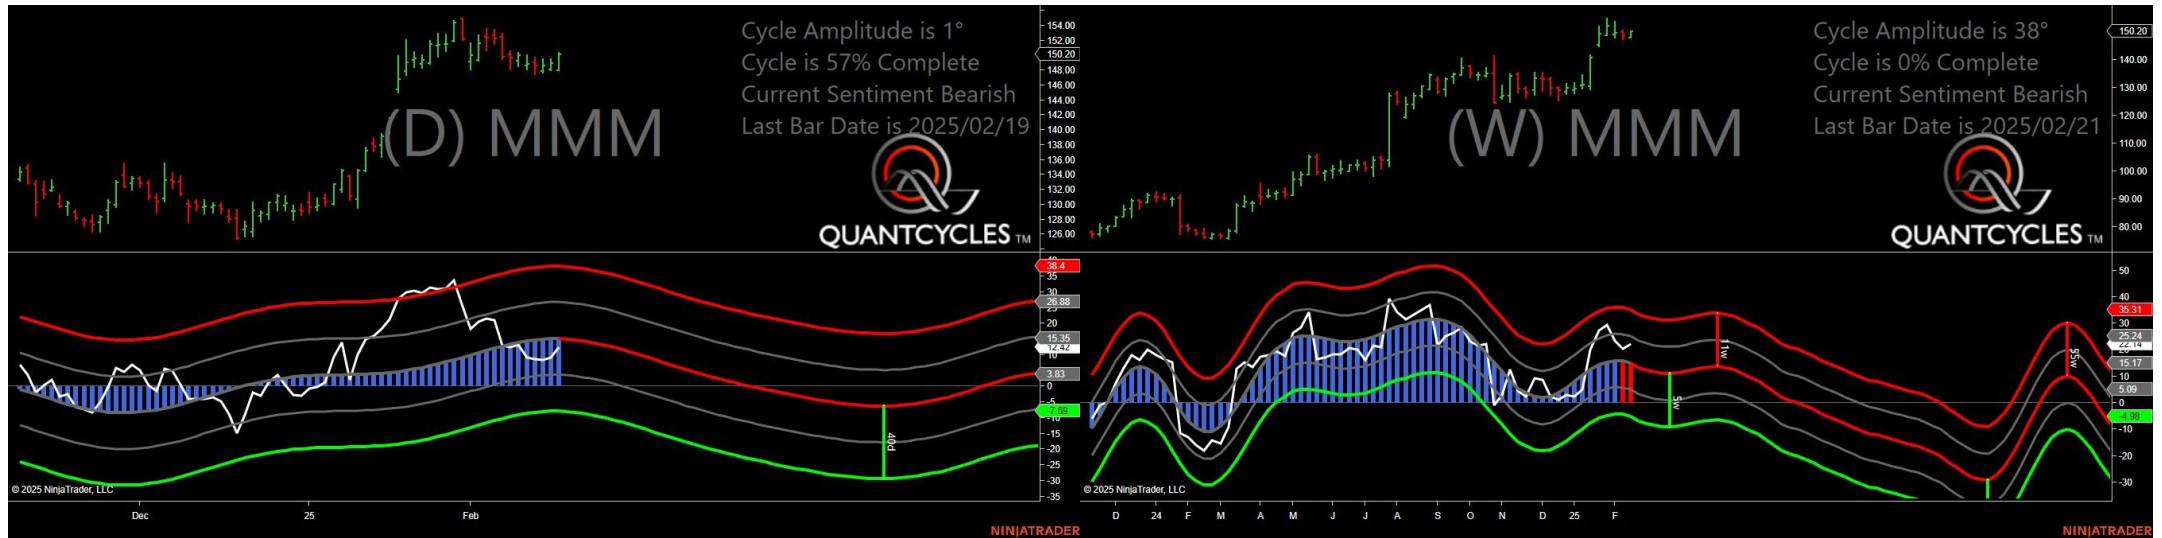 Cycle Amplitude is 1°
Cycle is 57% Complete
Current Sentiment Bearish
Last Bar Date is 2025/02/19
(D) MMM
QUANTCYCLES TM
154.00
152.00
150.20
148.00
146.00
144.00
142.00
140.00
138.00
136.00
134.00
132.00
130.00
128.00
126.00
38.4
35
30
26.88
20
15.35
12.42
10
3.83
0
-5
-7.69
-10
-15
-20
-25
-30
-35
40d
© 2025 NinjaTrader, LLC
Dec
25
Feb
NINJATRADER
Cycle Amplitude is 38°
Cycle is 0% Complete
Current Sentiment Bearish
Last Bar Date is 2025/02/21
(W) MMM
QUANTCYCLES TM
150.20
140.00
130.00
120.00
110.00
100.00
90.00
80.00
50
40
35.31
30
25.24
22.14
15.17
10
5.09
0
-4.98
-10
-20
-30
11w
5w
55w
© 2025 NinjaTrader, LLC
D
24
F
M
A
M
J
J
A
S
O
N
D
25
F
NINJATRADER